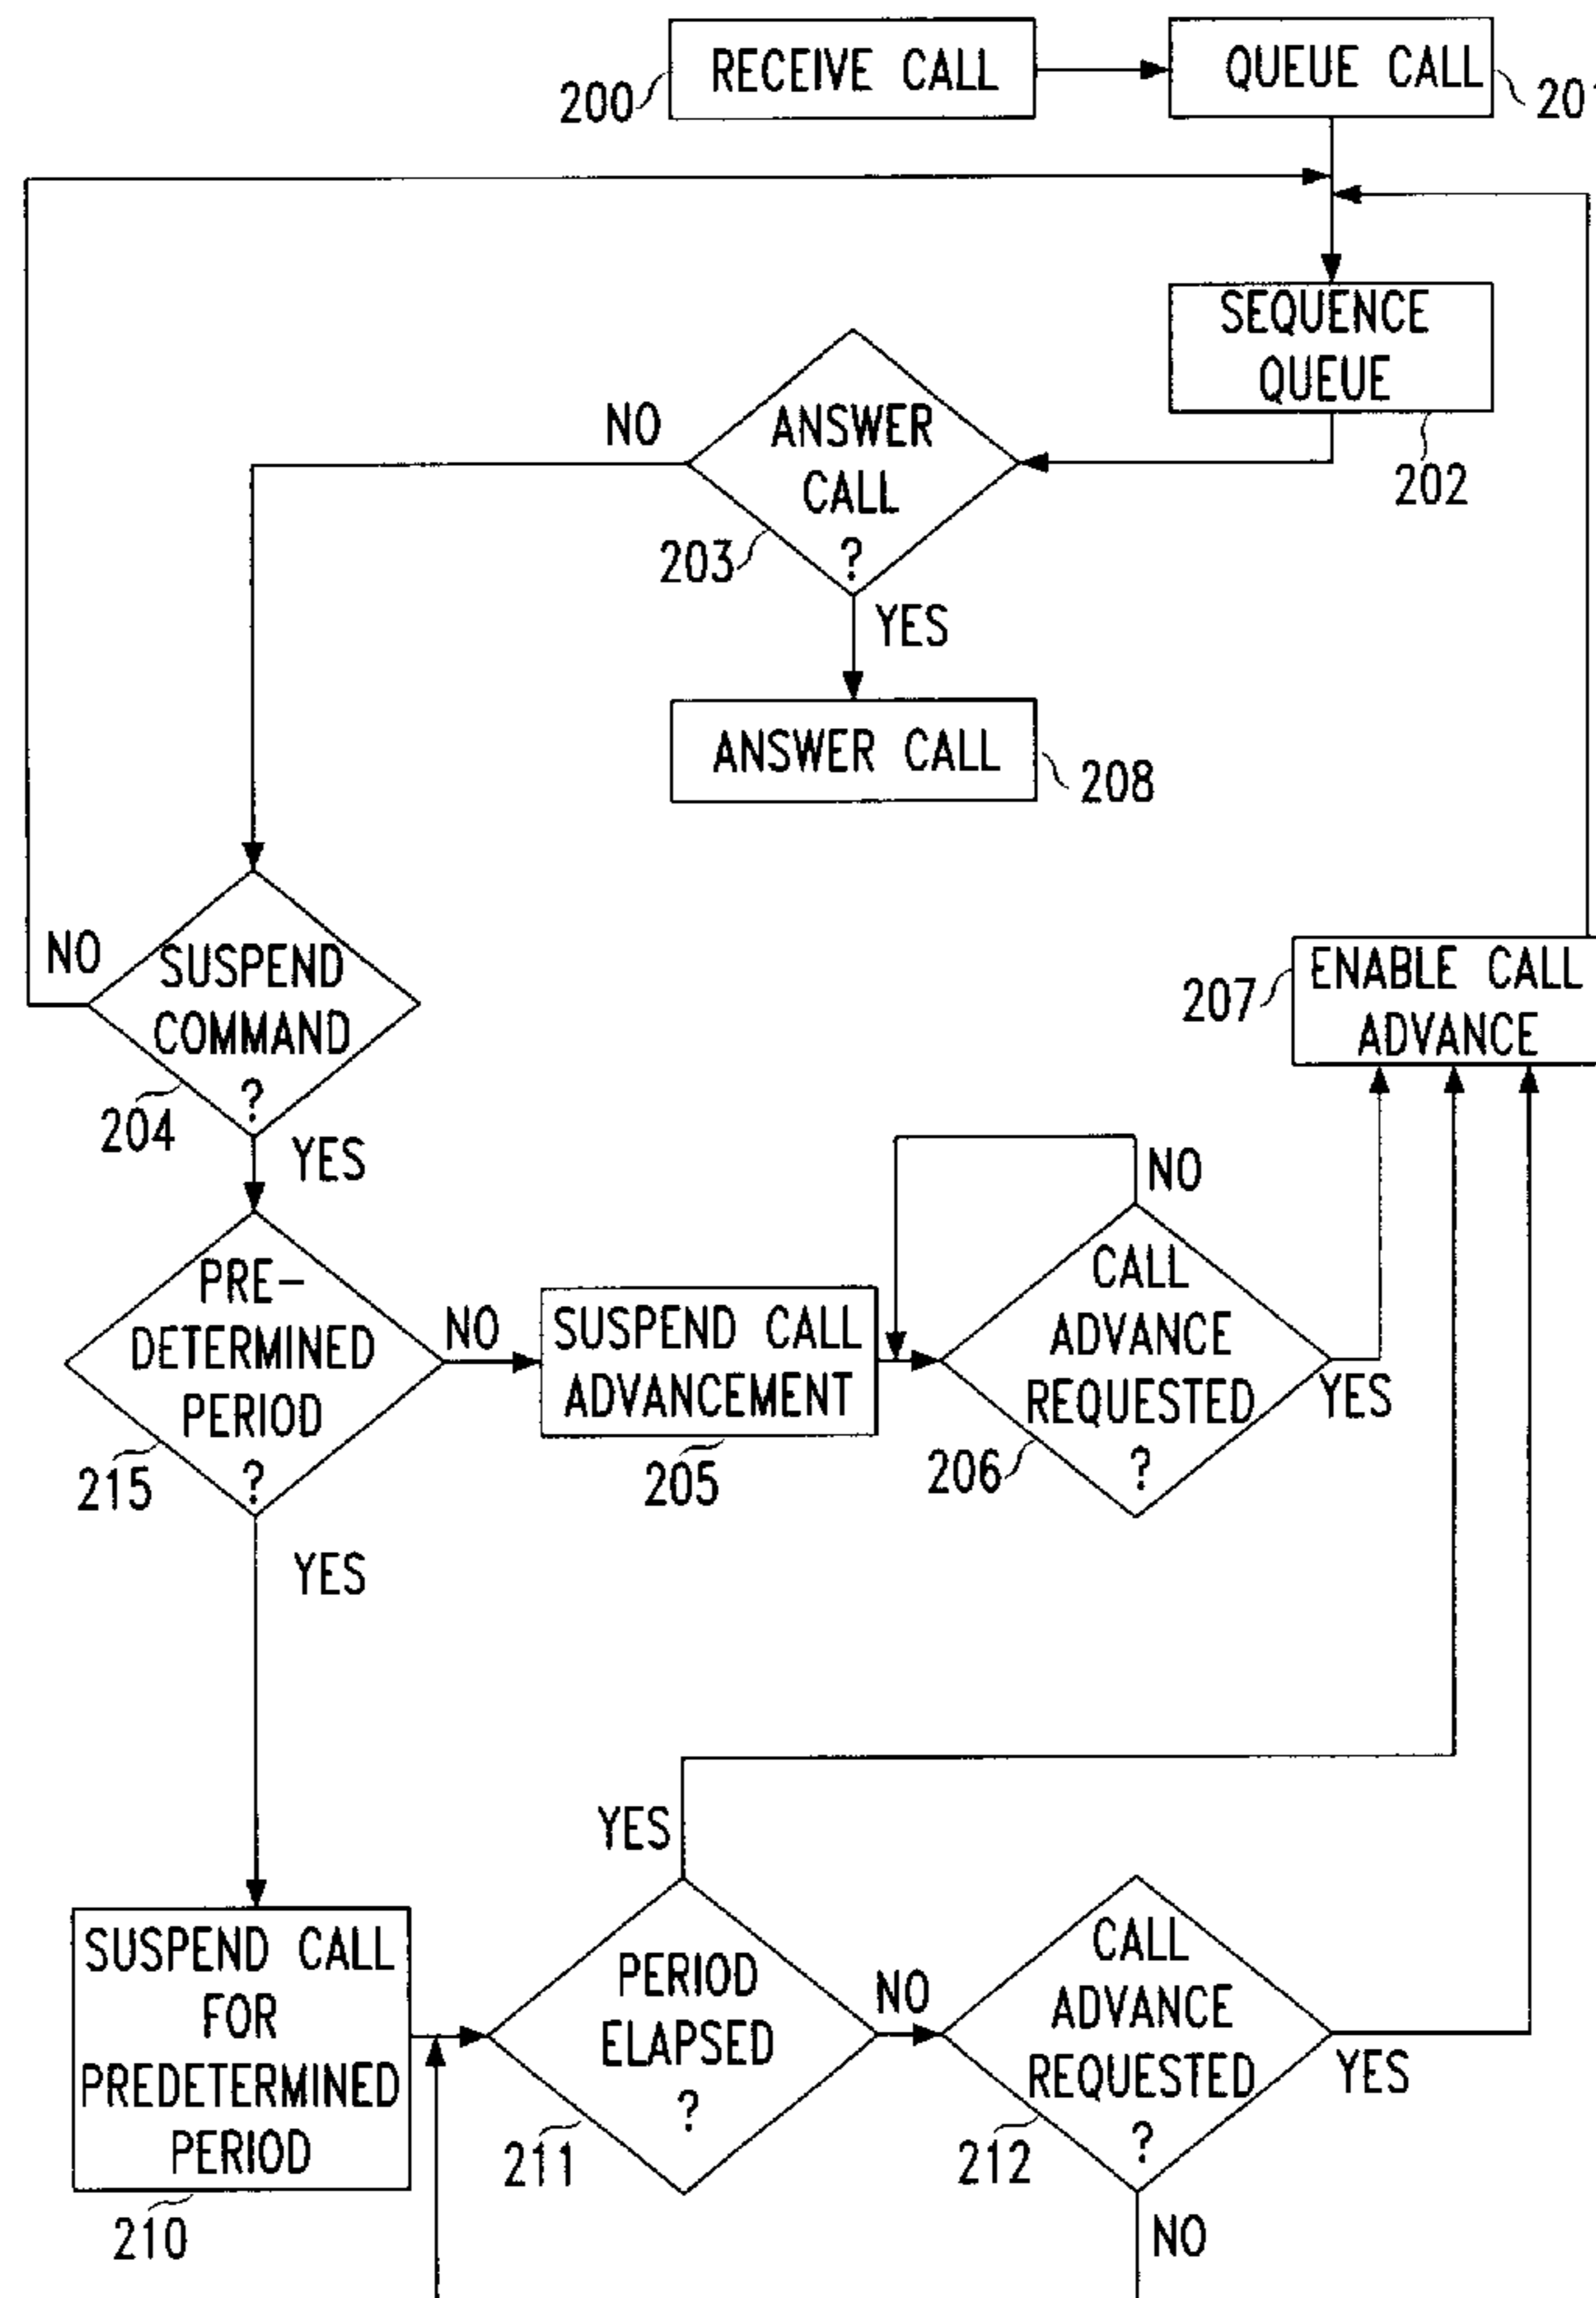 RECEIVE CALL
200
QUEUE CALL
201
SEQUENCE
QUEUE
202
NO
ANSWER
CALL
?
203
YES
ANSWER CALL
208
NO
SUSPEND
COMMAND
?
204
YES
ENABLE CALL
ADVANCE
207
PRE-
DETERMINED
PERIOD
?
215
NO
SUSPEND CALL
ADVANCEMENT
205
NO
CALL
ADVANCE
REQUESTED
?
206
YES
YES
SUSPEND CALL
FOR
PREDETERMINED
PERIOD
210
YES
PERIOD
ELAPSED
?
211
NO
CALL
ADVANCE
REQUESTED
?
212
YES
NO